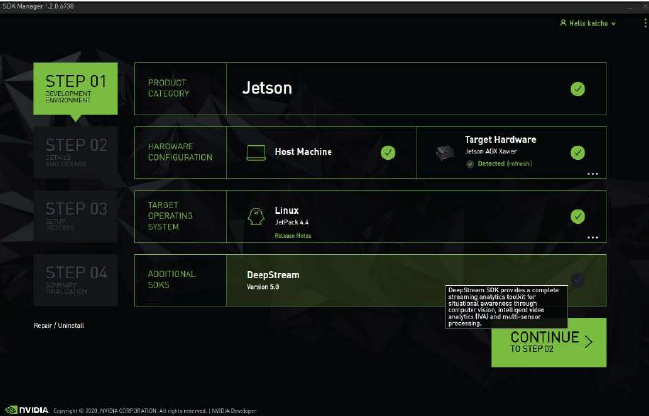 SDK Manager 1.2.0.6738
Hello kaichu
STEP 01
DEVELOPMENT
ENVIRONMENT
PRODUCT
CATEGORY
Jetson
STEP 02
DETAILS
AND LICENSE
HARDWARE
CONFIGURATION
Host Machine
Target Hardware
Jetson AGX Xavier
Detected (refresh)
STEP 03
SETUP
PROCESS
TARGET
OPERATING
SYSTEM
Linux
JetPack 4.4
Release Notes
STEP 04
SUMMARY
FINALIZATION
ADDITIONAL
SDKS
DeepStream
Version 5.0
DeepStream SDK provides a complete
streaming analytics toolkit for
situational awareness through
computer vision, intelligent video
analytics (IVA) and multi-sensor
processing.
Repair / Uninstall
CONTINUE
TO STEP 02
NVIDIA. Copyright © 2020, NVIDIA CORPORATION. All rights reserved. | NVIDIA Developer